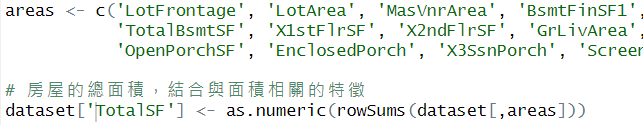 areas <- c('LotFrontage', 'LotArea', 'MasVnrArea', 'BsmtFinSF1',
'TotalBsmtSF', 'X1stFlrSF', 'X2ndFlrSF', 'GrLivArea',
'OpenPorchSF', 'EnclosedPorch', 'X3SsnPorch', 'Screen
# 房屋的總面積，結合與面積相關的特徵
dataset['TotalSF'] <- as.numeric(rowSums(dataset[,areas]))